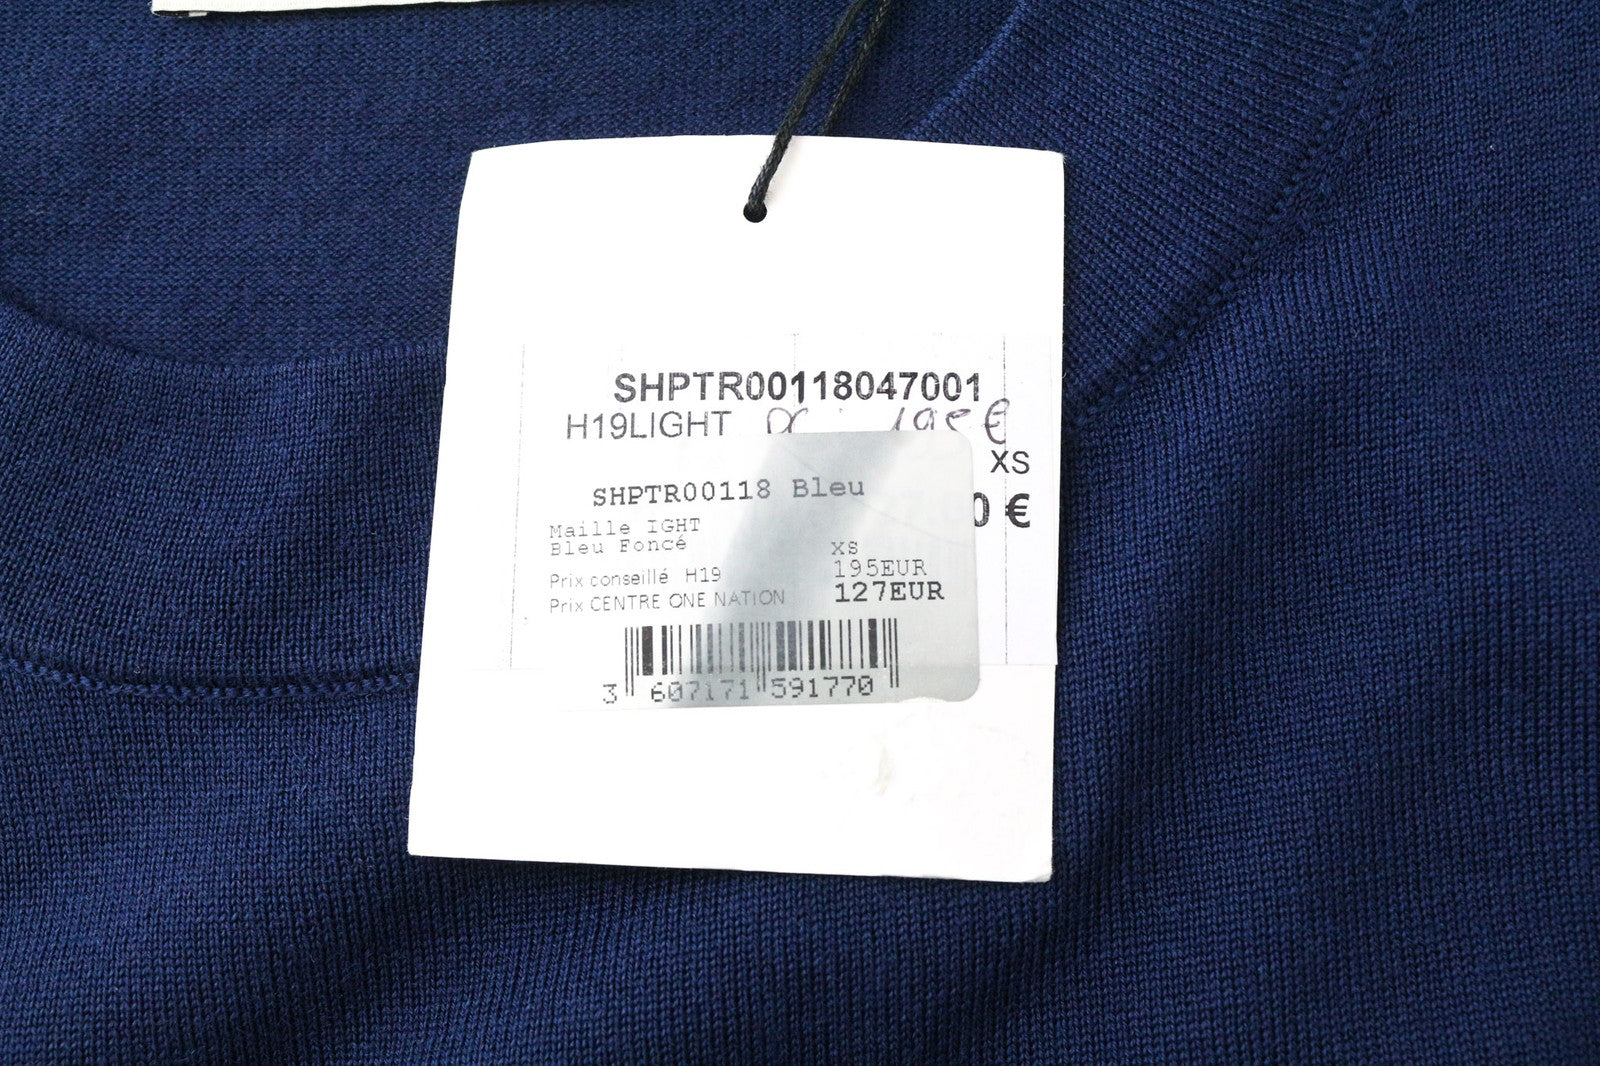 SHPTR00118047001
H19LIGHT 195€
XS
0 €
SHPTR00118 Bleu
Maille IGHT
Bleu Foncé XS
Prix conseillé H19 195EUR
Prix CENTRE ONE NATION 127EUR
3 607171 591770